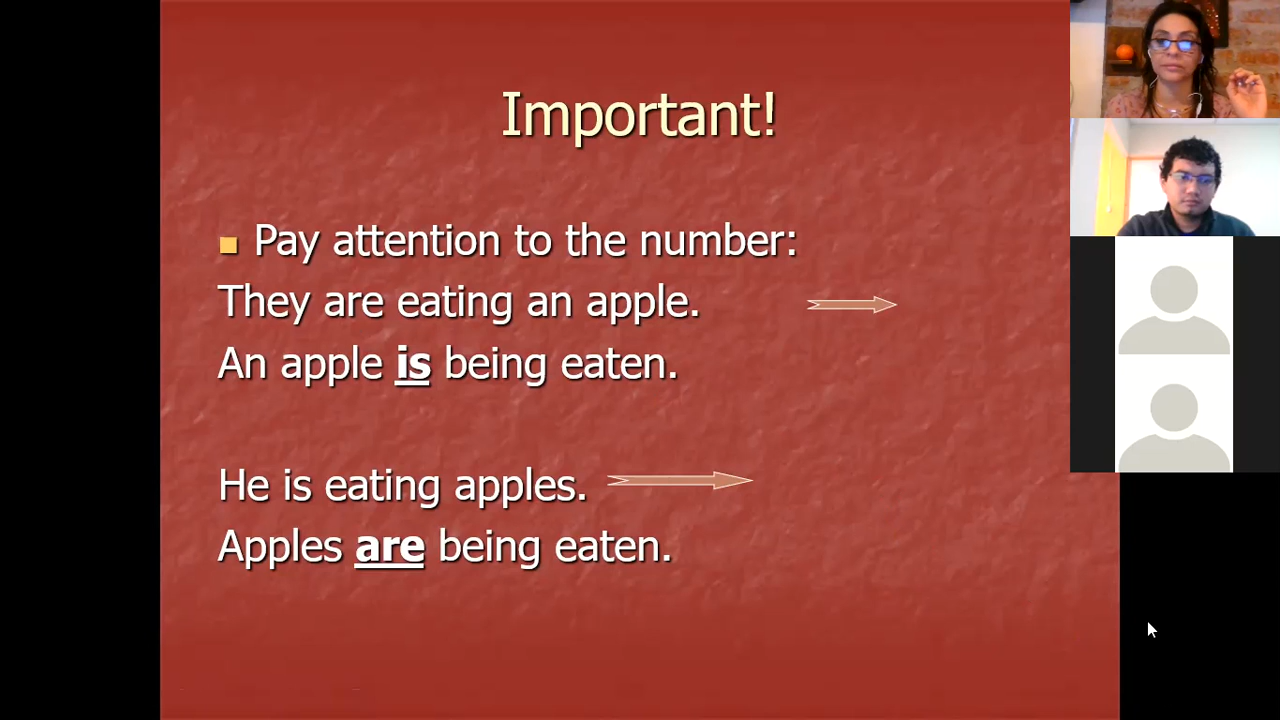 Important!
Pay attention to the number:
They are eating an apple.
An apple is being eaten.
He is eating apples.
Apples are being eaten.